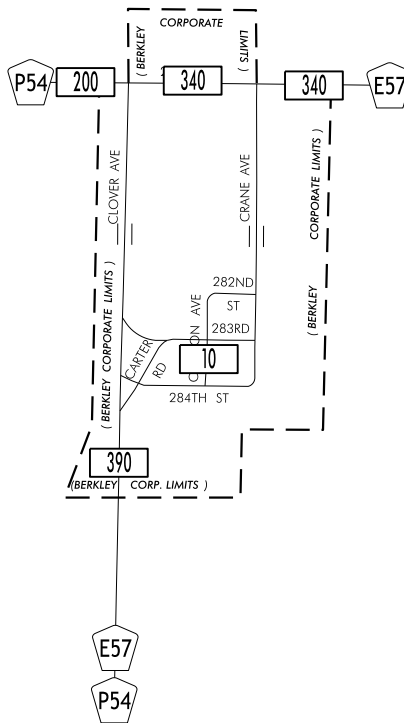 CORPORATE
( BERKLEY
LIMITS )
P54
200
340
340
E57
CLOVER AVE
CRANE AVE
CORPORATE LIMITS )
( BERKLEY
282ND
ST
AVE
283RD
10
CARTER
RD
284TH ST
( BERKLEY CORPORATE LIMITS )
390
(BERKLEY CORP. LIMITS )
E57
P54